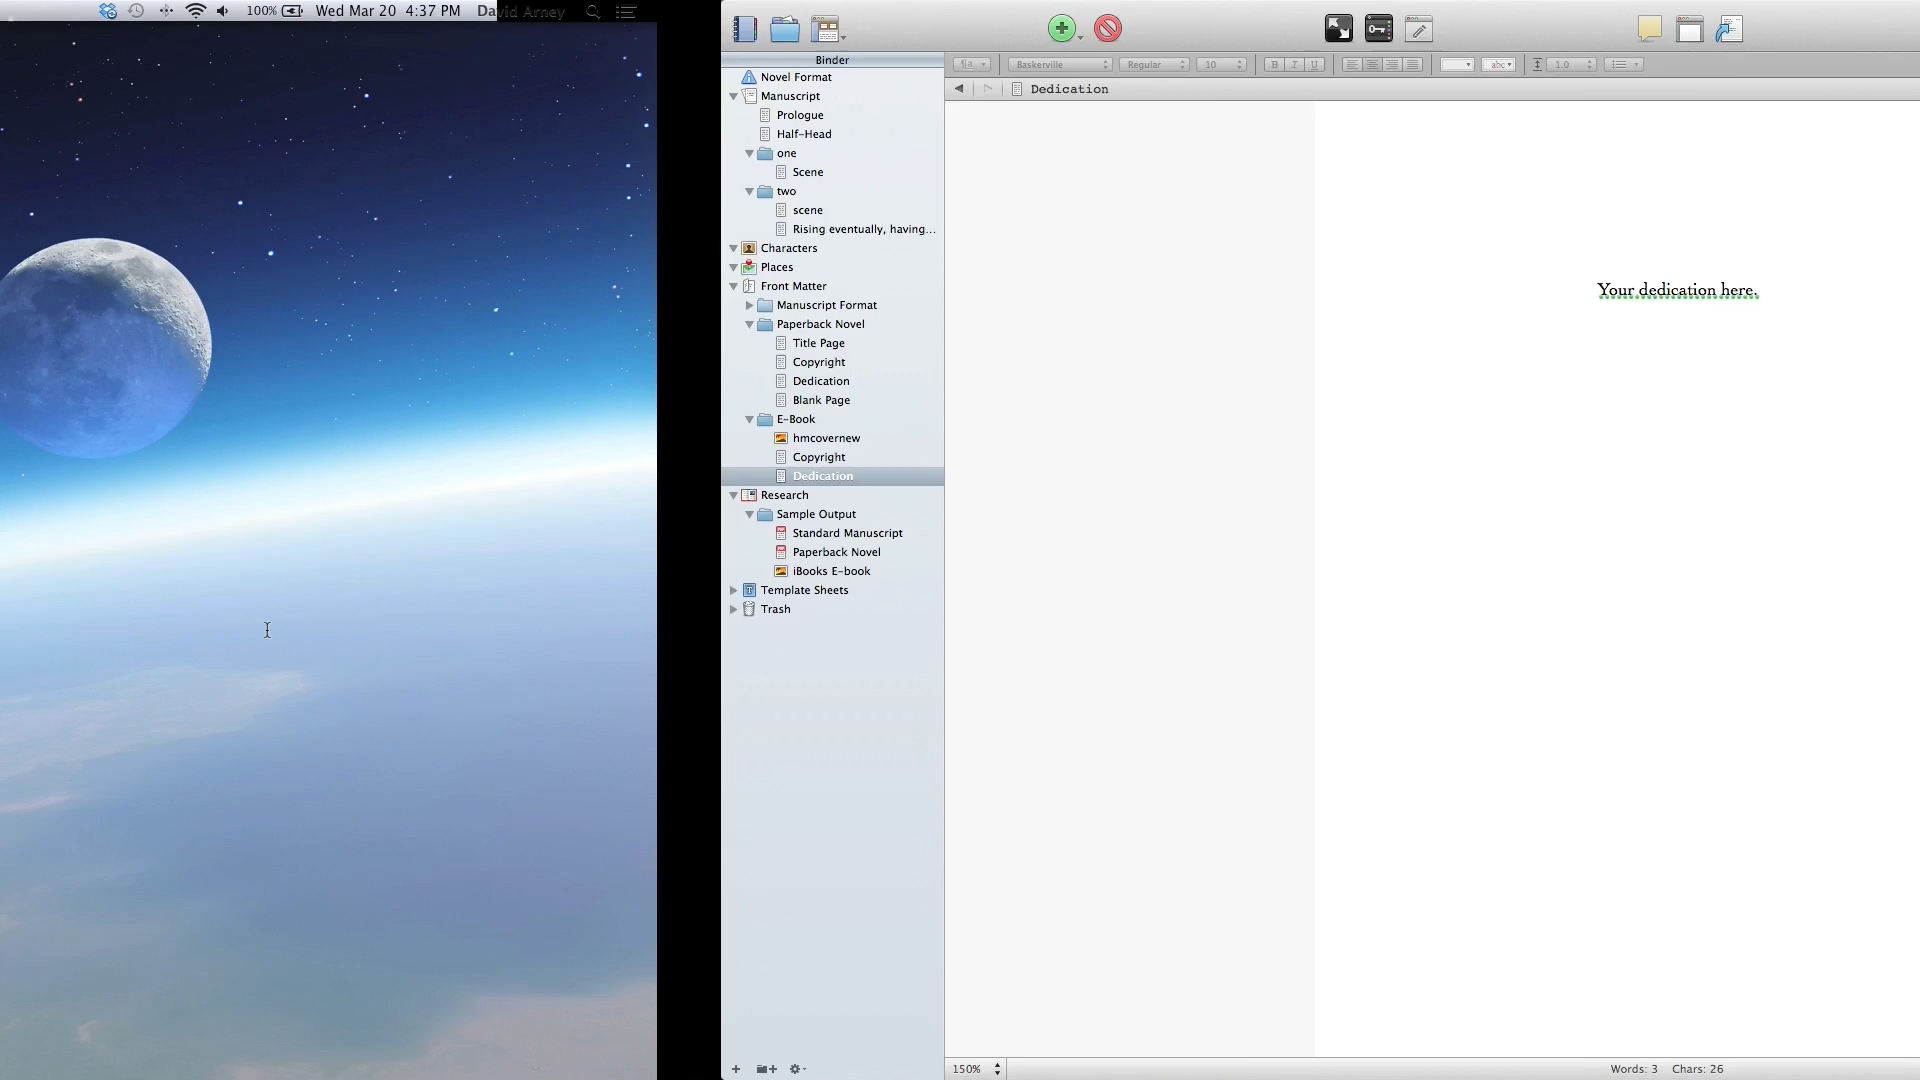 100% Wed Mar 20 4:37 PM David Arney
Binder
Novel Format
Manuscript
Prologue
Half-Head
one
Scene
two
scene
Rising eventually, having...
Characters
Places
Front Matter
Manuscript Format
Paperback Novel
Title Page
Copyright
Dedication
Blank Page
E-Book
hmcovernew
Copyright
Dedication
Research
Sample Output
Standard Manuscript
Paperback Novel
iBooks E-book
Template Sheets
Trash
¶a Baskerville Regular 10 B I U abc 1.0
Dedication
Your dedication here.
150% Words: 3 Chars: 26